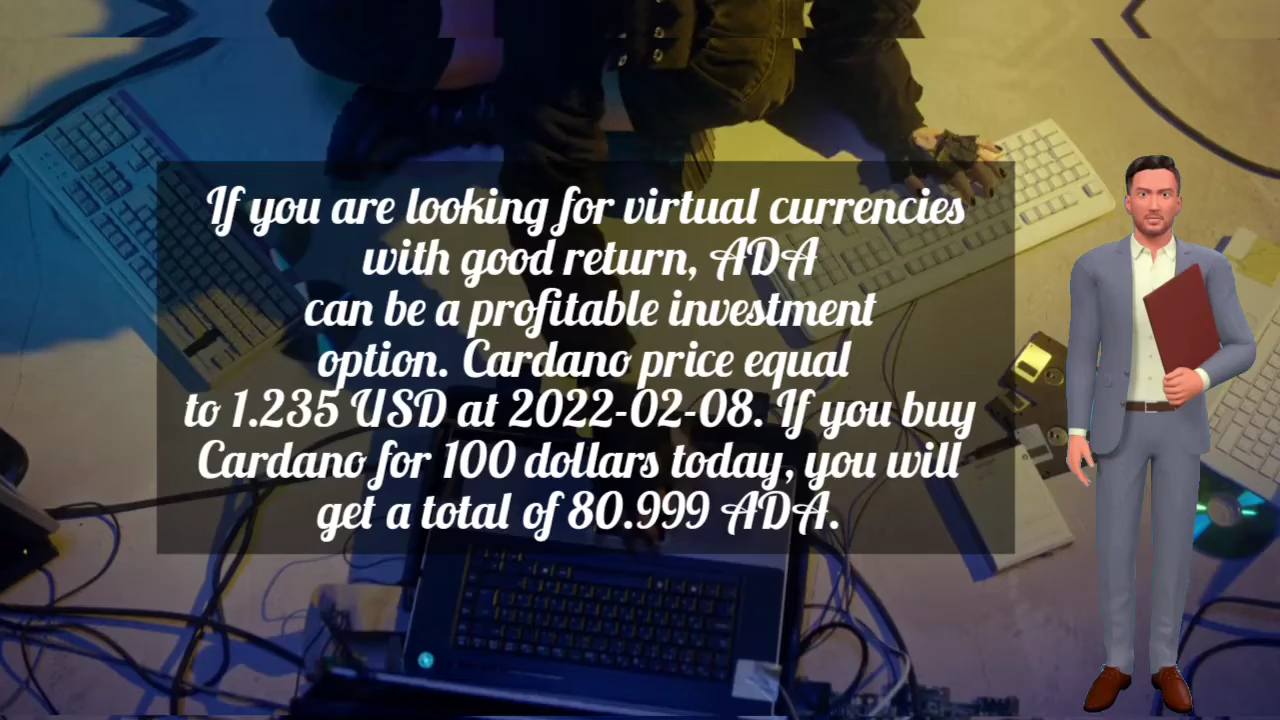 If you are looking for virtual currencies
with good return, ADA
can be a profitable investment
option. Cardano price equal
to 1.235 USD at 2022-02-08. If you buy
Cardano for 100 dollars today, you will
get a total of 80.999 ADA.